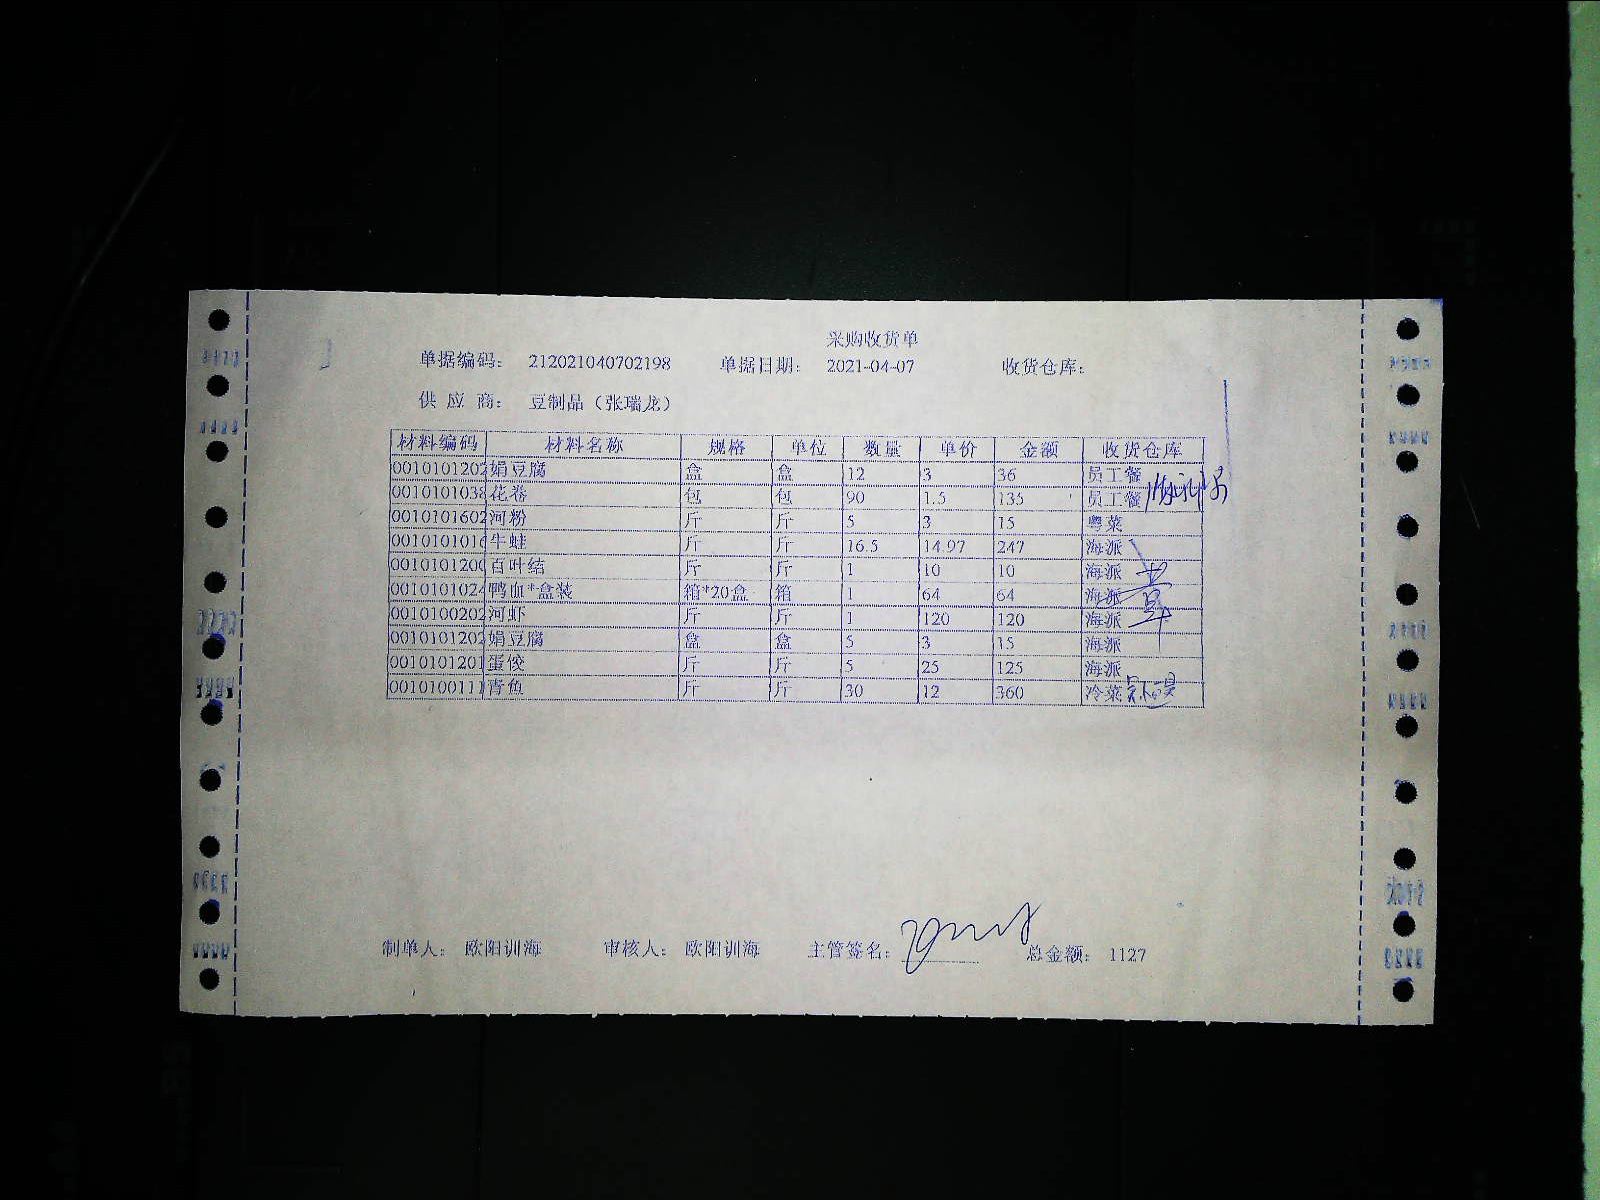 采购收货单
单据编码： 212021040702198 单据日期： 2021-04-07 收货仓库：
供 应 商： 豆制品（张瑞龙）
材料编码 材料名称 规格 单位 数量 单价 金额 收货仓库
0010101202 娟豆腐 盒 盒 12 3 36 员工餐
0010101038 花卷 包 包 90 1.5 135 员工餐
0010101602 河粉 斤 斤 5 3 15 粤菜
0010101016 牛蛙 斤 斤 16.5 14.97 247 海派
0010101200 百叶结 斤 斤 1 10 10 海派
0010101024 鸭血*盒装 箱*20盒 箱 1 64 64 海派
0010100202 河虾 斤 斤 1 120 120 海派
0010101202 娟豆腐 盒 盒 5 3 15 海派
0010101201 蛋饺 斤 斤 5 25 125 海派
0010100111 青鱼 斤 斤 30 12 360 冷菜
制单人： 欧阳训海 审核人： 欧阳训海 主管签名： 总金额： 1127